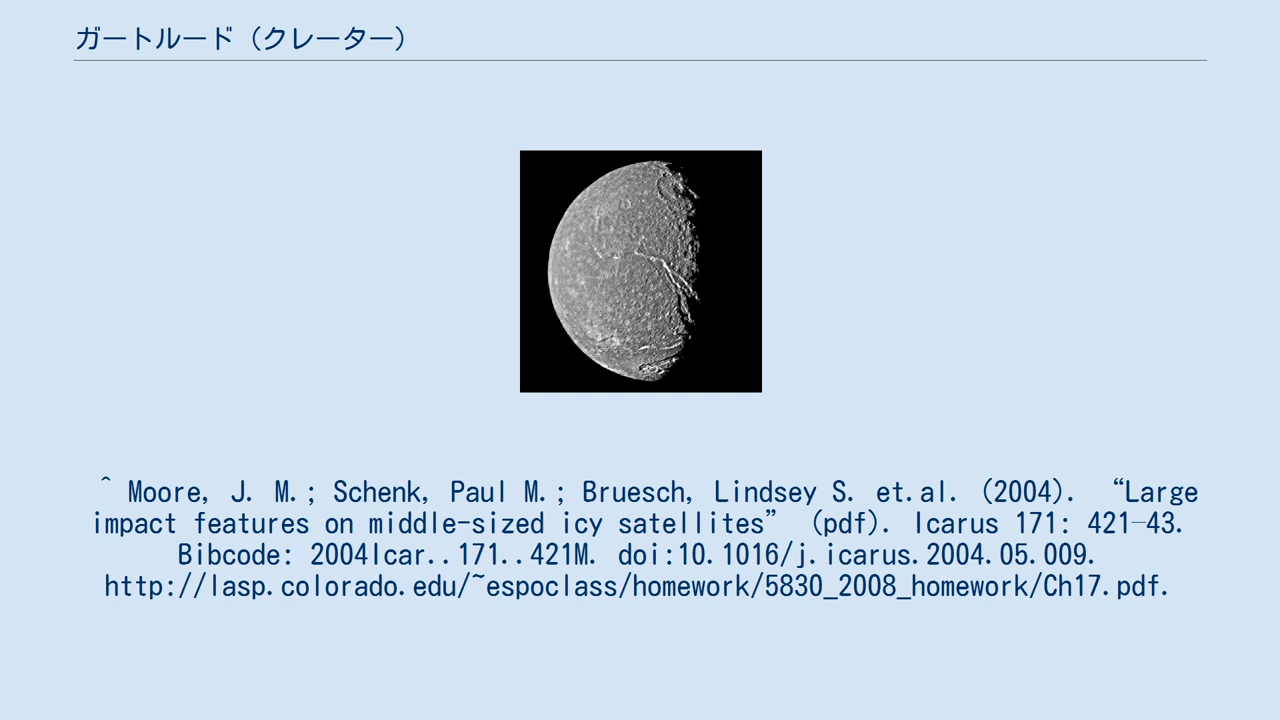 ガートルード（クレーター）
^ Moore, J. M.; Schenk, Paul M.; Bruesch, Lindsey S. et.al. (2004). “Large
impact features on middle-sized icy satellites” (pdf). Icarus 171: 421–43.
Bibcode: 2004Icar..171..421M. doi:10.1016/j.icarus.2004.05.009.
http://lasp.colorado.edu/~espoclass/homework/5830_2008_homework/Ch17.pdf.